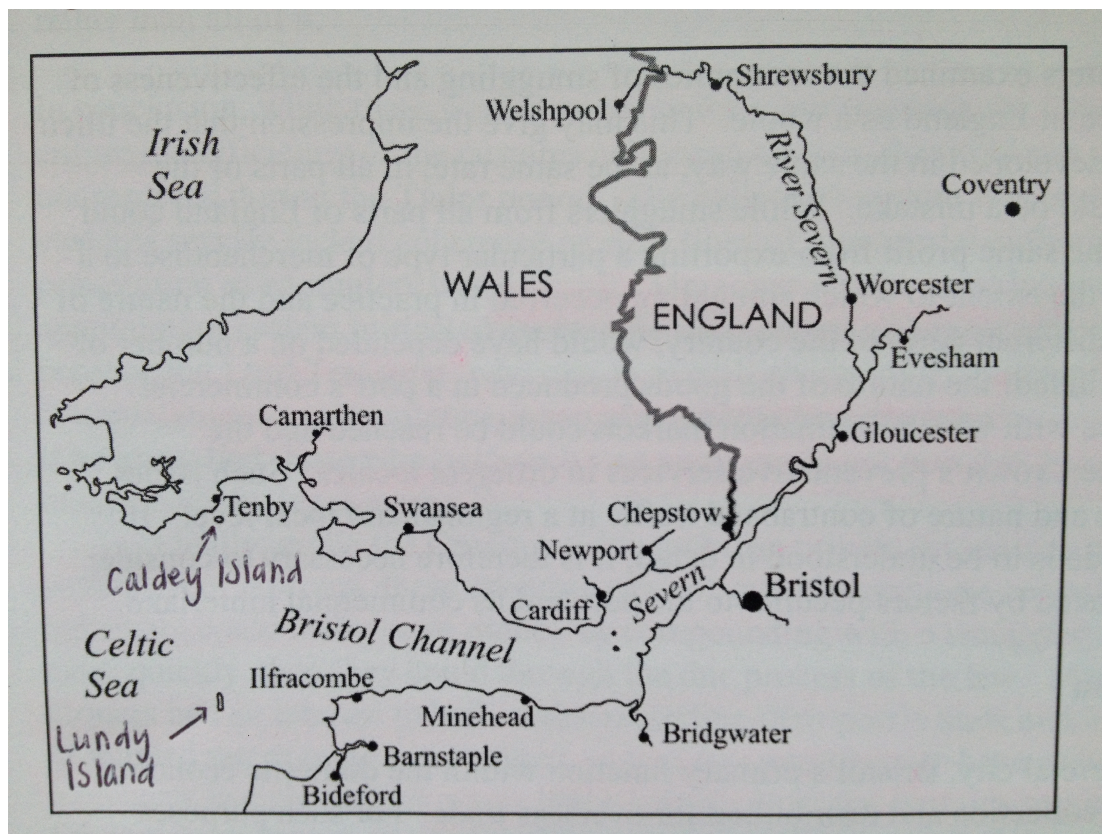 Irish
Sea
Welshpool
Shrewsbury
River Severn
Coventry
WALES
ENGLAND
Worcester
Evesham
Camarthen
Gloucester
Tenby
Swansea
Chepstow
Newport
Caldey Island
Cardiff
Severn
Bristol
Bristol Channel
Celtic
Sea
Ilfracombe
Minehead
Bridgwater
Lundy
Island
Barnstaple
Bideford